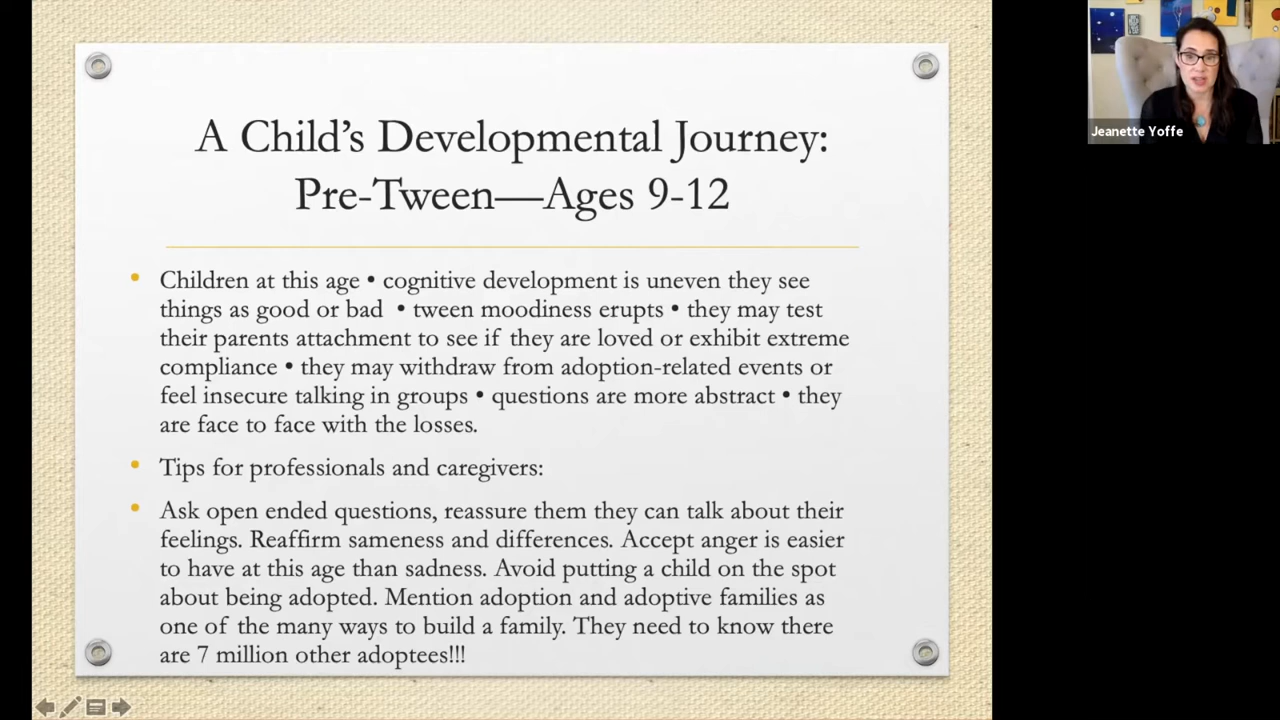 A Child’s Developmental Journey:
Pre-Tween—Ages 9-12
• Children at this age • cognitive development is uneven they see
things as good or bad • tween moodiness erupts • they may test
their parents attachment to see if they are loved or exhibit extreme
compliance • they may withdraw from adoption-related events or
feel insecure talking in groups • questions are more abstract • they
are face to face with the losses.
• Tips for professionals and caregivers:
• Ask open ended questions, reassure them they can talk about their
feelings. Reaffirm sameness and differences. Accept anger is easier
to have at this age than sadness. Avoid putting a child on the spot
about being adopted. Mention adoption and adoptive families as
one of the many ways to build a family. They need to know there
are 7 million other adoptees!!!
Jeanette Yoffe